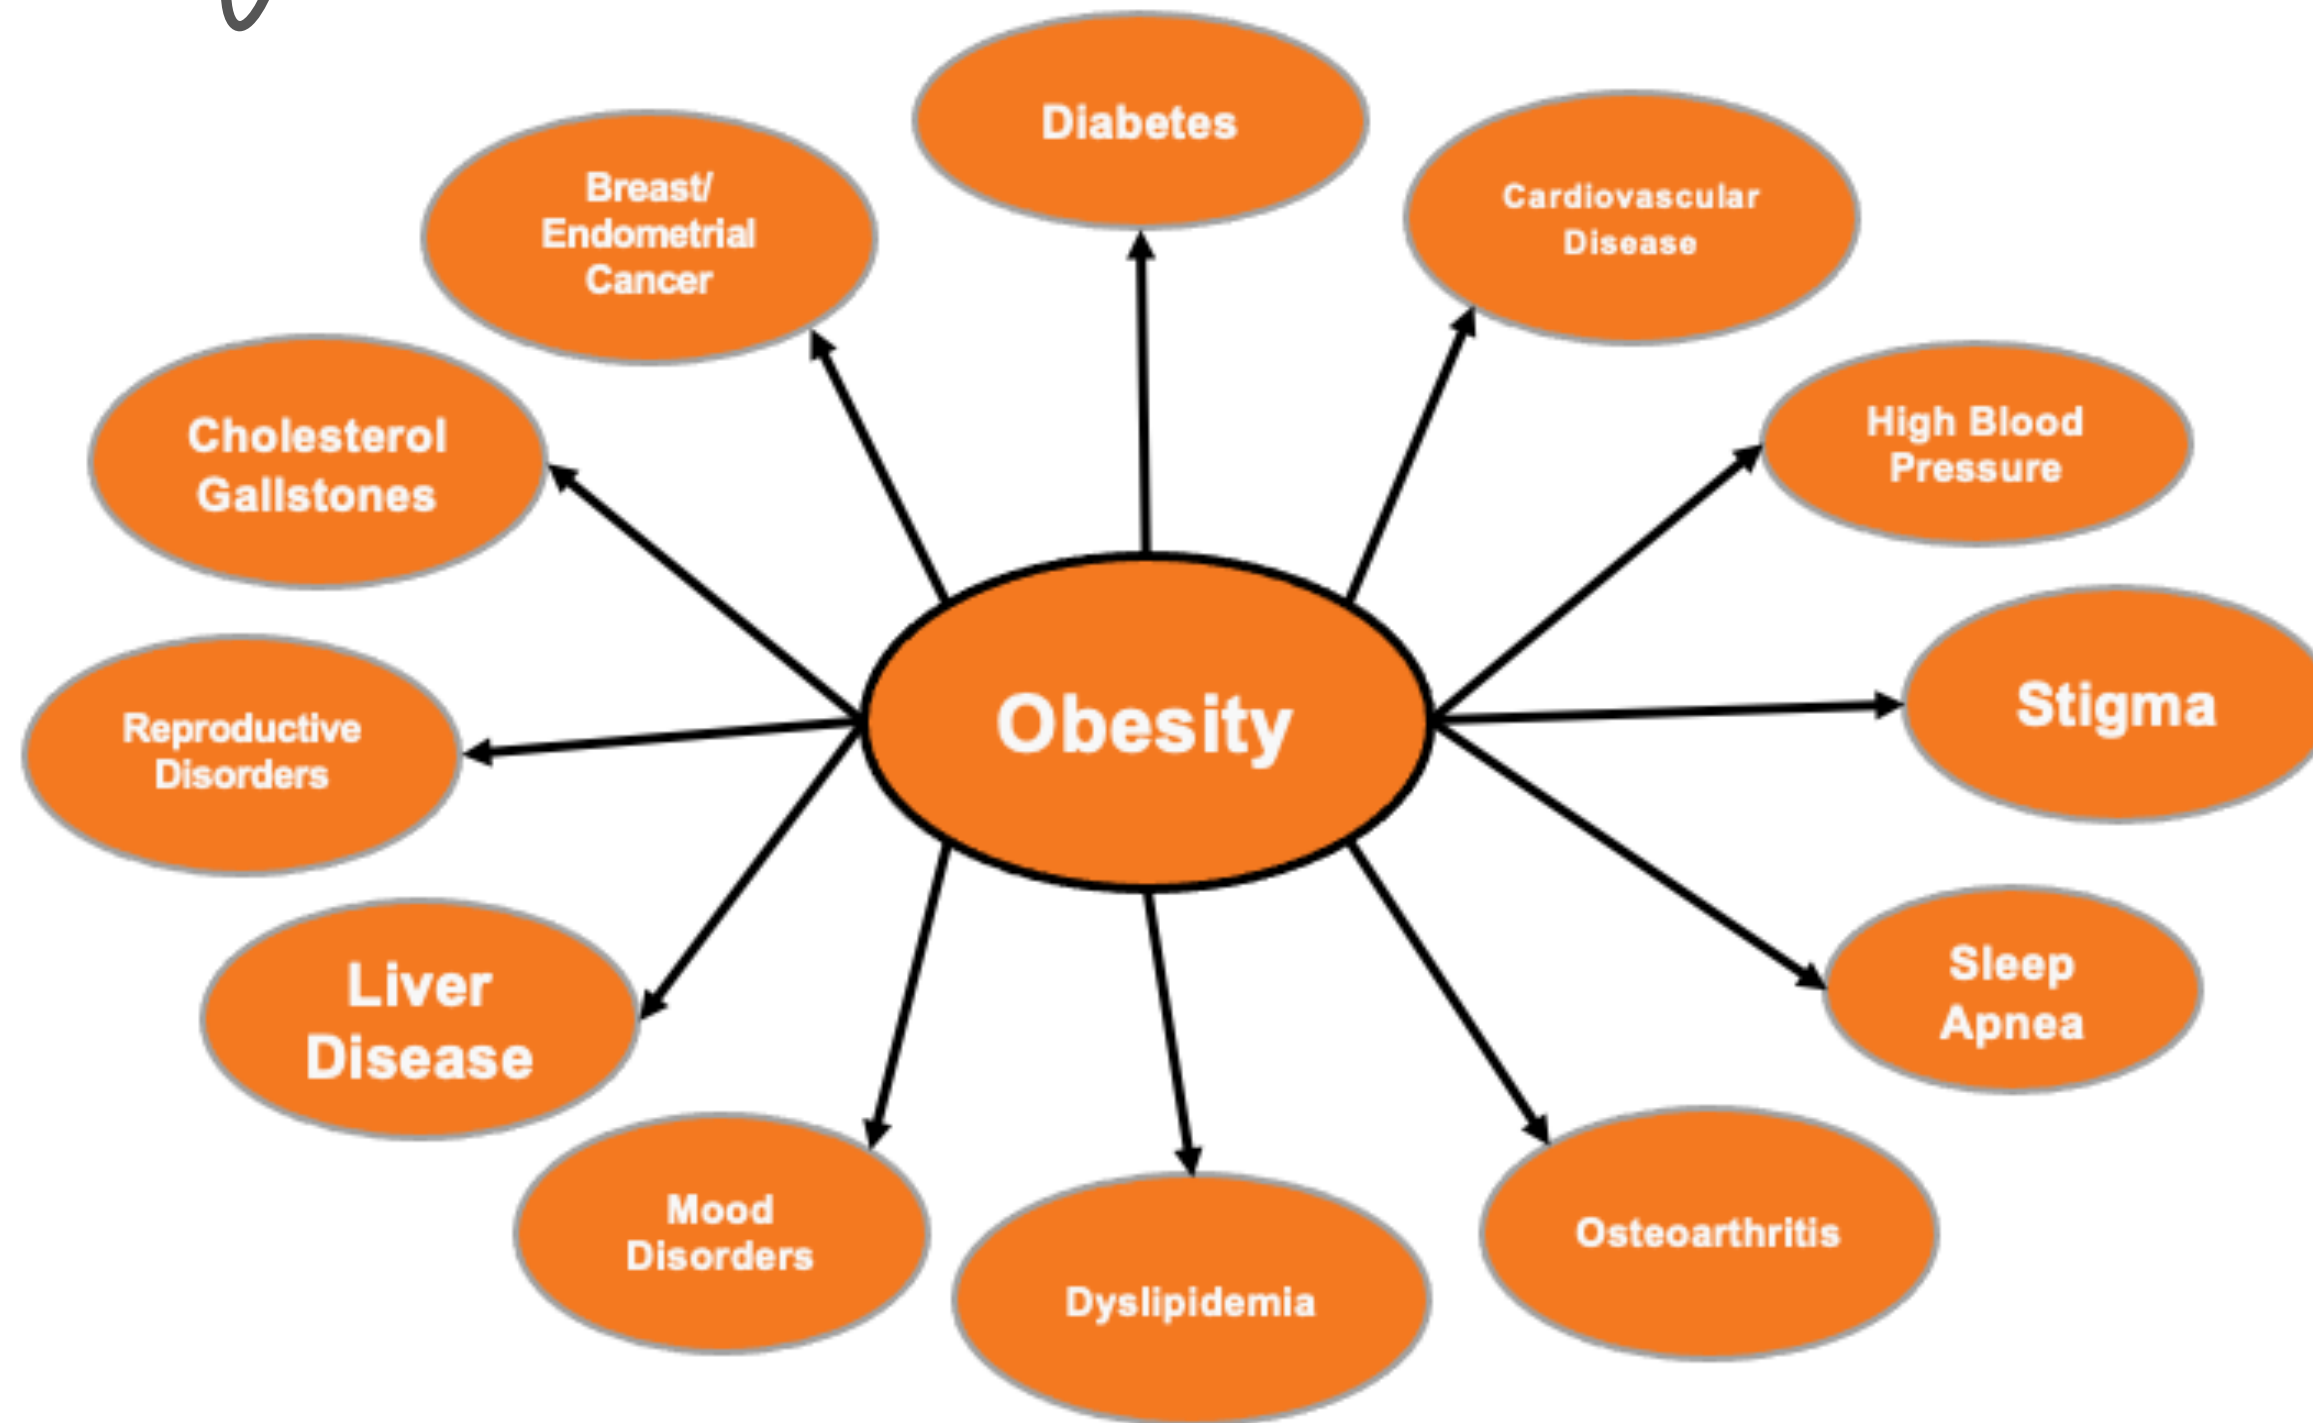 Diabetes
Cardiovascular
Disease
Breast/
Endometrial
Cancer
High Blood
Pressure
Cholesterol
Gallstones
Stigma
Obesity
Reproductive
Disorders
Sleep
Apnea
Liver
Disease
Mood
Disorders
Osteoarthritis
Dyslipidemia